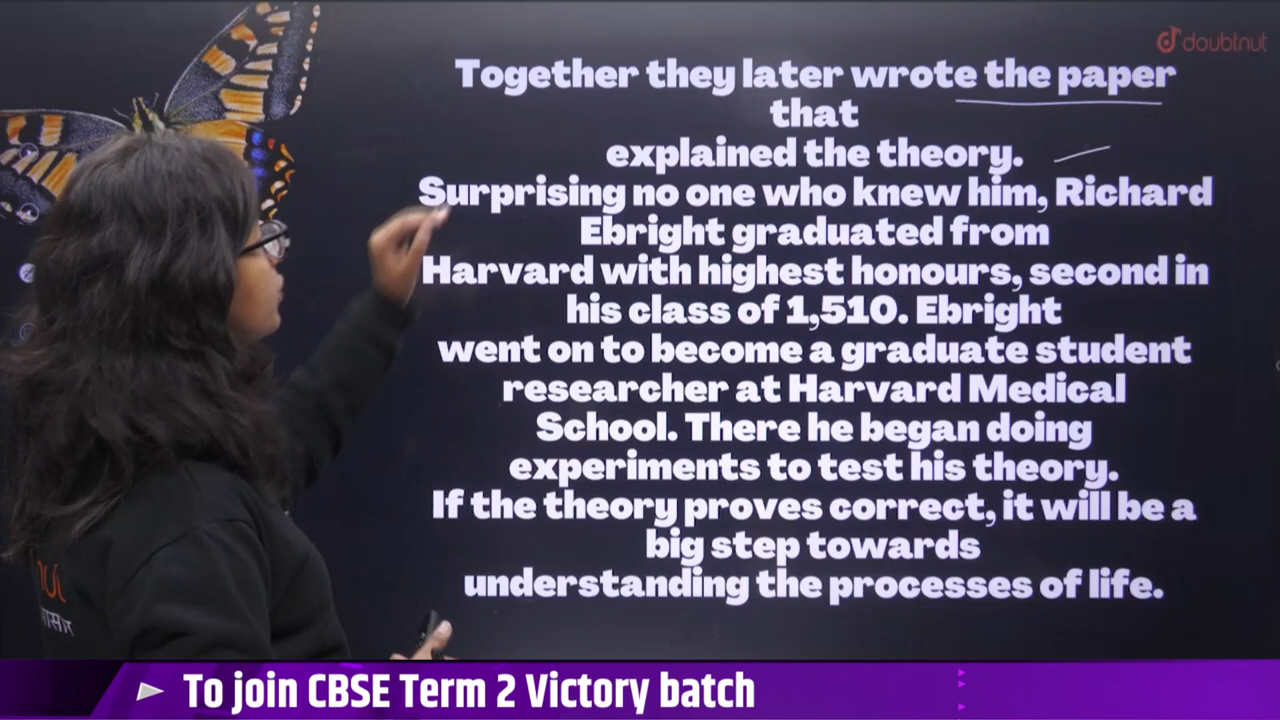 doubtnut
Together they later wrote the paper
that
explained the theory.
Surprising no one who knew him, Richard
Ebright graduated from
Harvard with highest honours, second in
his class of 1,510. Ebright
went on to become a graduate student
researcher at Harvard Medical
School. There he began doing
experiments to test his theory.
If the theory proves correct, it will be a
big step towards
understanding the processes of life.
To join CBSE Term 2 Victory batch